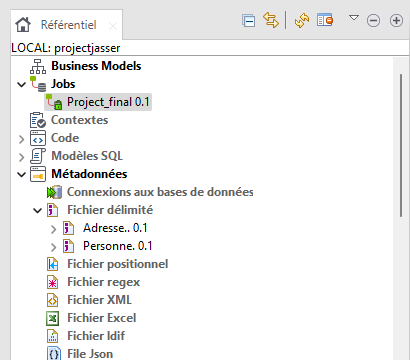 Référentiel
LOCAL: projectjasser
Business Models
Jobs
Project_final 0.1
Contextes
Code
Modèles SQL
Métadonnées
Connexions aux bases de données
Fichier délimité
Adresse.. 0.1
Personne. 0.1
Fichier positionnel
Fichier regex
Fichier XML
Fichier Excel
Fichier ldif
File Json